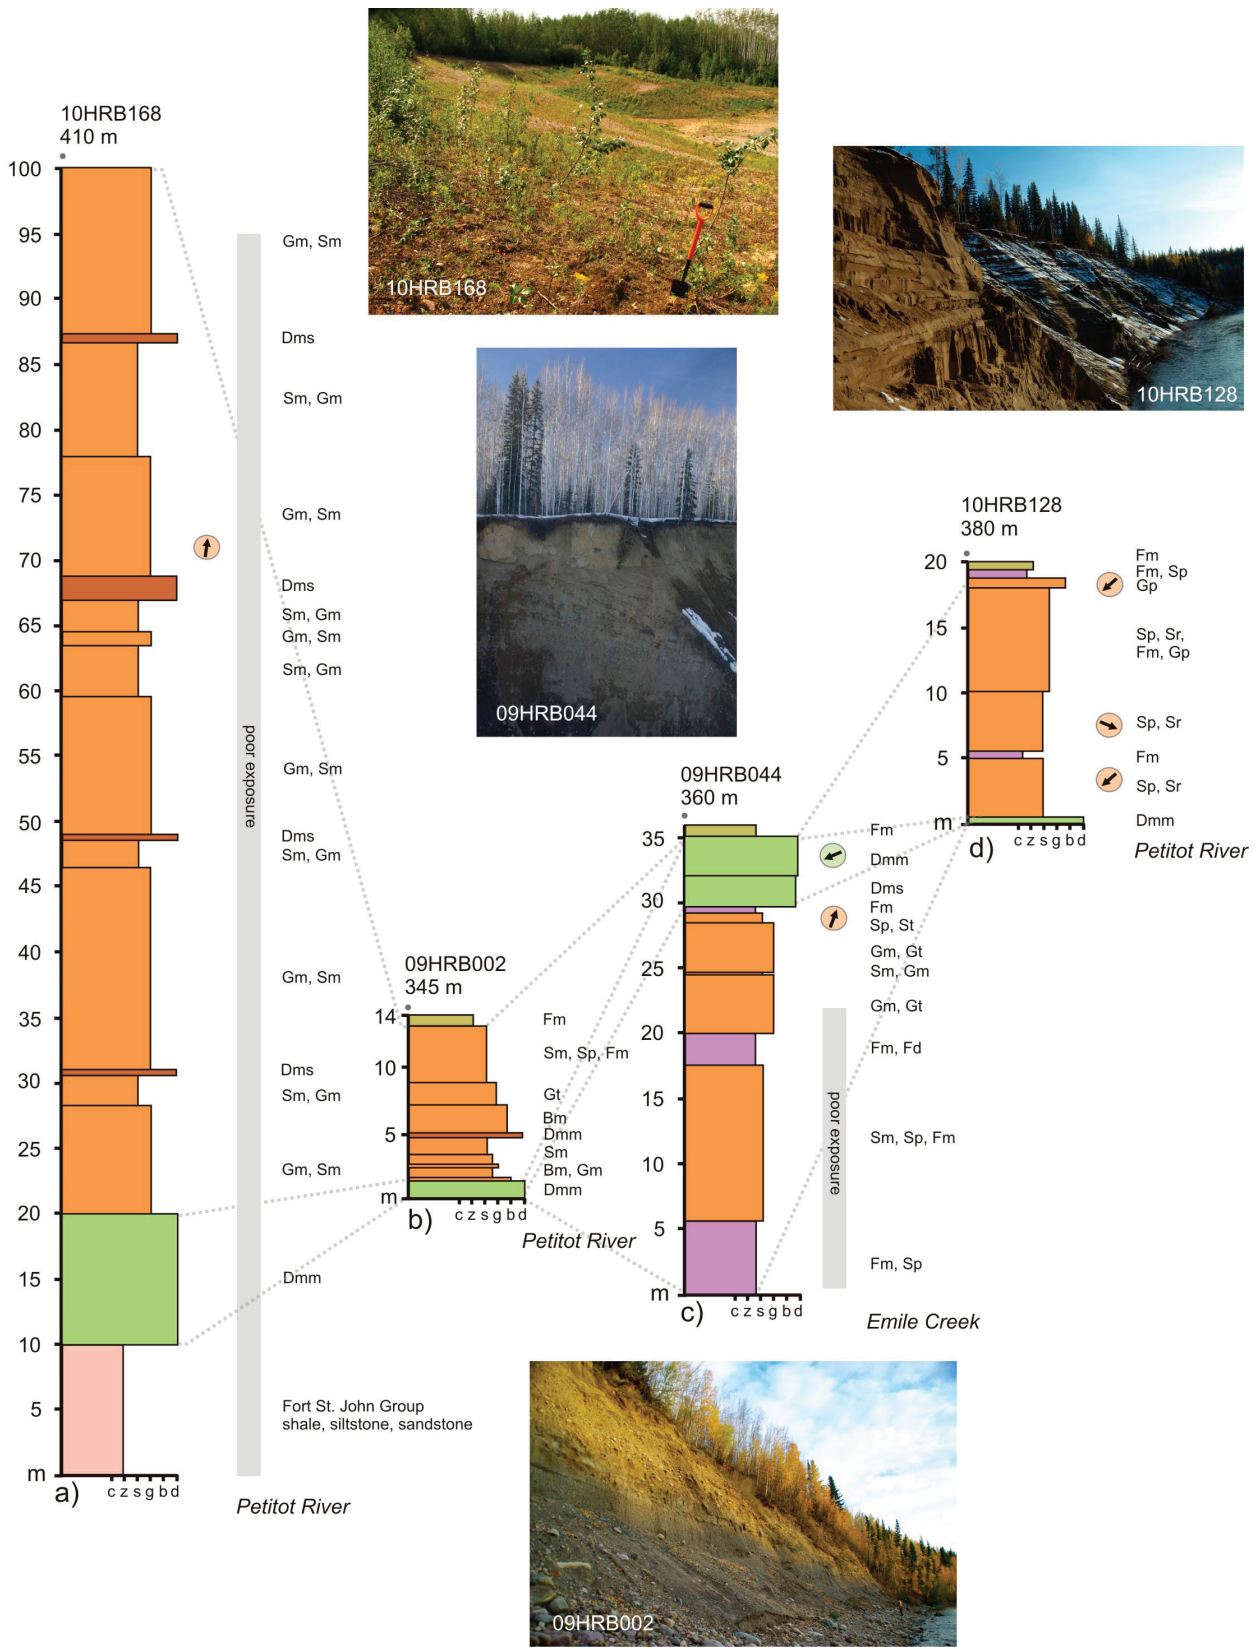 10HRB168
410 m
100
95
90
85
80
75
70
65
60
55
50
45
40
35
30
25
20
15
10
5
m
a)
c z s g b d
poor exposure
Gm, Sm
Dms
Sm, Gm
Gm, Sm
Dms
Sm, Gm
Gm, Sm
Sm, Gm
Gm, Sm
Dms
Sm, Gm
Gm, Sm
Dms
Sm, Gm
Gm, Sm
Dmm
Fort St. John Group
shale, siltstone, sandstone
Petitot River
10HRB168
09HRB044
10HRB128
09HRB002
345 m
14
10
5
m
b)
c z s g b d
Fm
Sm, Sp, Fm
Gt
Bm
Dmm
Sm
Bm, Gm
Dmm
Petitot River
09HRB044
360 m
35
30
25
20
15
10
5
m
c)
c z s g b d
poor exposure
Fm
Dmm
Dms
Fm
Sp, St
Gm, Gt
Sm, Gm
Gm, Gt
Fm, Fd
Sm, Sp, Fm
Fm, Sp
Emile Creek
10HRB128
380 m
20
15
10
5
m
d)
c z s g b d
Fm
Fm, Sp
Gp
Sp, Sr,
Fm, Gp
Sp, Sr
Fm
Sp, Sr
Dmm
Petitot River
09HRB002